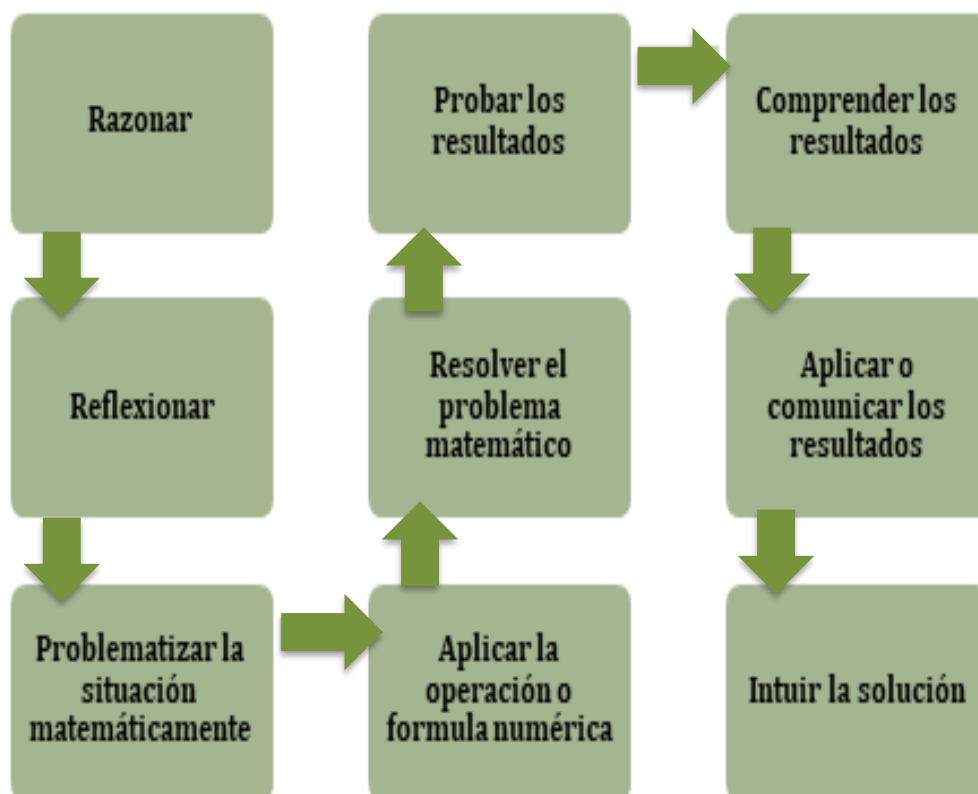 Razonar
Reflexionar
Problematizar la
situación
matemáticamente
Aplicar la
operación o
formula numérica
Resolver el
problema
matemático
Probar los
resultados
Comprender los
resultados
Aplicar o
comunicar los
resultados
Intuir la solución